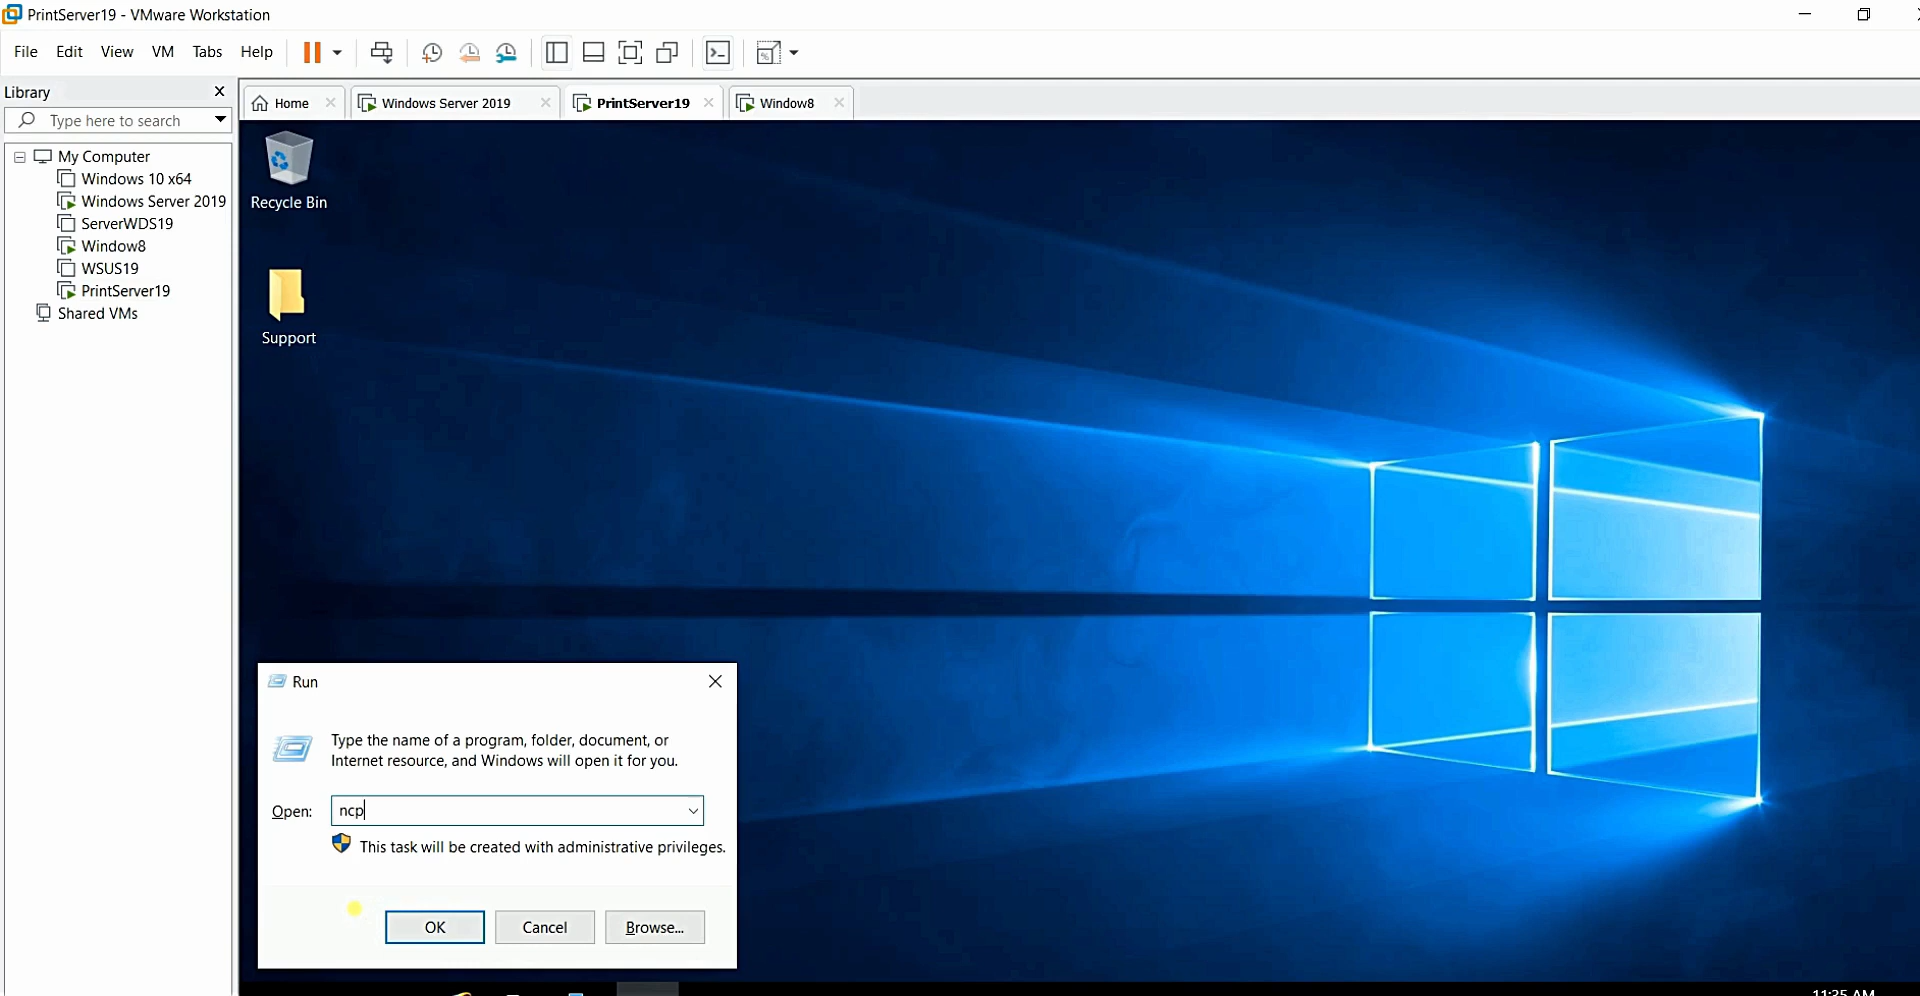 PrintServer19 - VMware Workstation
File Edit View VM Tabs Help
Library
Type here to search
My Computer
Windows 10 x64
Windows Server 2019
ServerWDS19
Window8
WSUS19
PrintServer19
Shared VMs
Home
Windows Server 2019
PrintServer19
Window8
Recycle Bin
Support
Run
Type the name of a program, folder, document, or
Internet resource, and Windows will open it for you.
Open: ncp
This task will be created with administrative privileges.
OK Cancel Browse...
11:35 AM